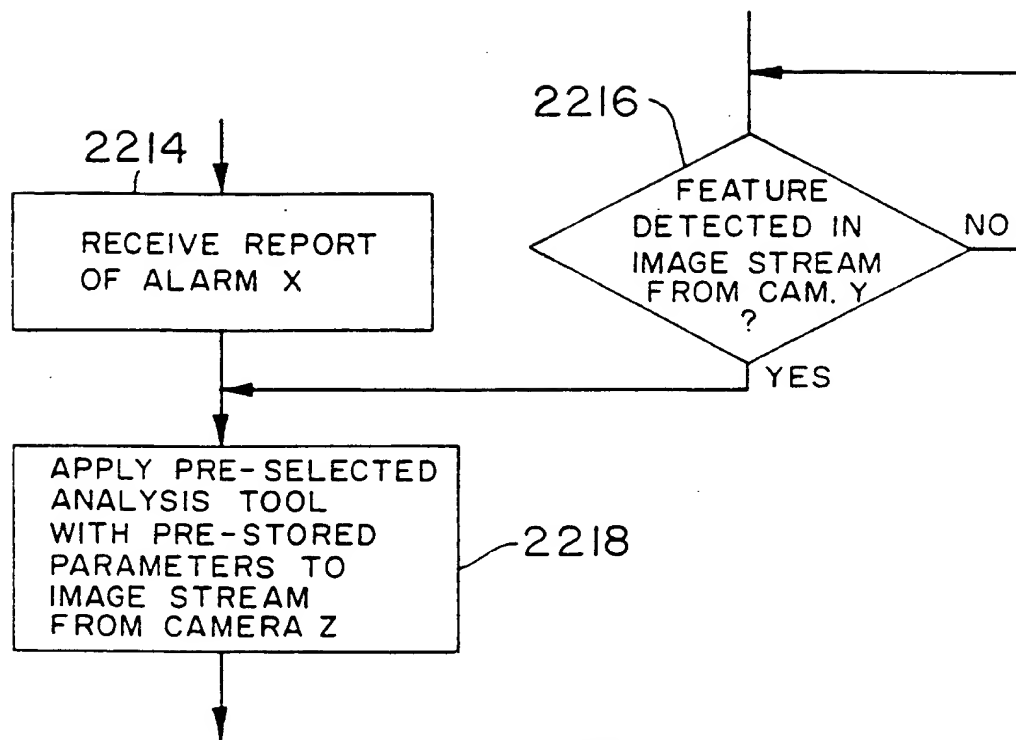 2214
RECEIVE REPORT
OF ALARM X
2216
FEATURE
DETECTED IN
IMAGE STREAM
FROM CAM. Y
?
NO
YES
APPLY PRE-SELECTED
ANALYSIS TOOL
WITH PRE-STORED
PARAMETERS TO
IMAGE STREAM
FROM CAMERA Z
2218